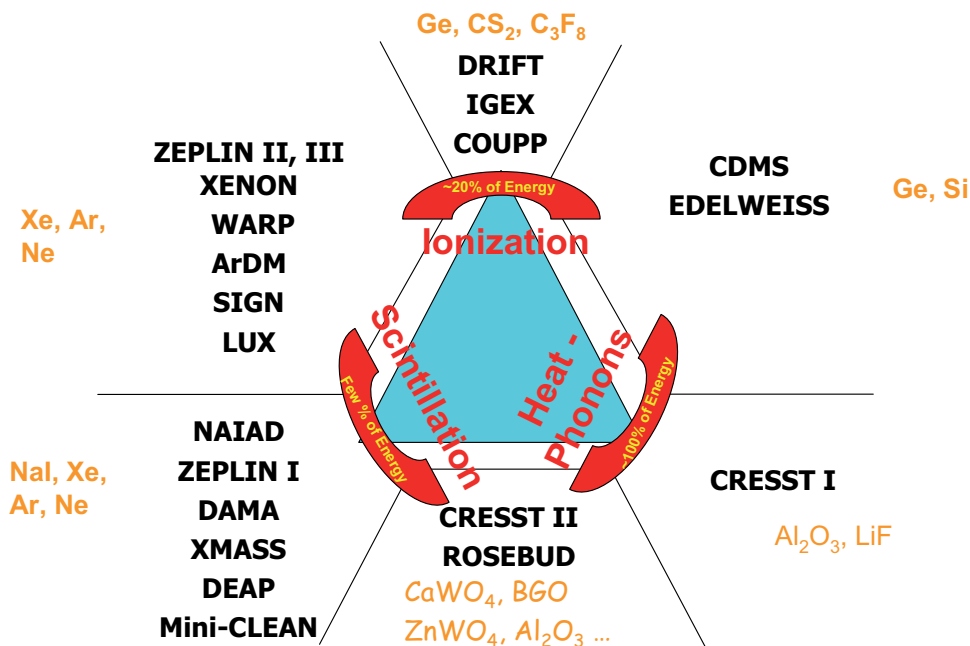 Ge, CS₂, C₃F₈
DRIFT
IGEX
COUPP
~20% of Energy
Ionization
ZEPLIN II, III
XENON
WARP
ArDM
SIGN
LUX
Xe, Ar,
Ne
CDMS
EDELWEISS
Ge, Si
Scintillation
Few % of Energy
Heat -
Phonons
~100% of Energy
NAIAD
ZEPLIN I
DAMA
XMASS
DEAP
Mini-CLEAN
NaI, Xe,
Ar, Ne
CRESST II
ROSEBUD
CaWO₄, BGO
ZnWO₄, Al₂O₃ ...
CRESST I
Al₂O₃, LiF